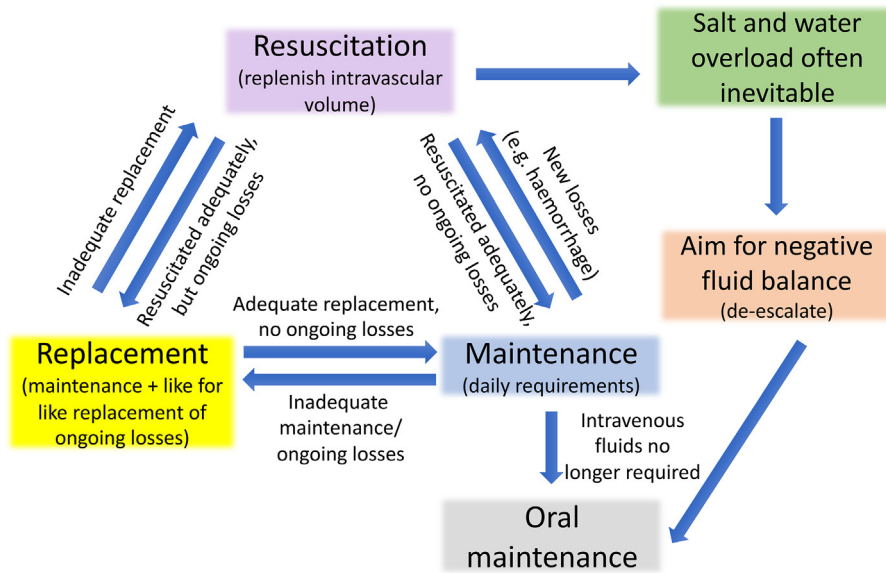 Resuscitation
(replenish intravascular
volume)
Salt and water
overload often
inevitable
Inadequate replacement
Resuscitated adequately,
but ongoing losses
Resuscitated adequately,
no ongoing losses
New losses
(e.g. haemorrhage)
Aim for negative
fluid balance
(de-escalate)
Adequate replacement,
no ongoing losses
Replacement
(maintenance + like for
like replacement of
ongoing losses)
Maintenance
(daily requirements)
Inadequate
maintenance/
ongoing losses
Intravenous
fluids no
longer required
Oral
maintenance